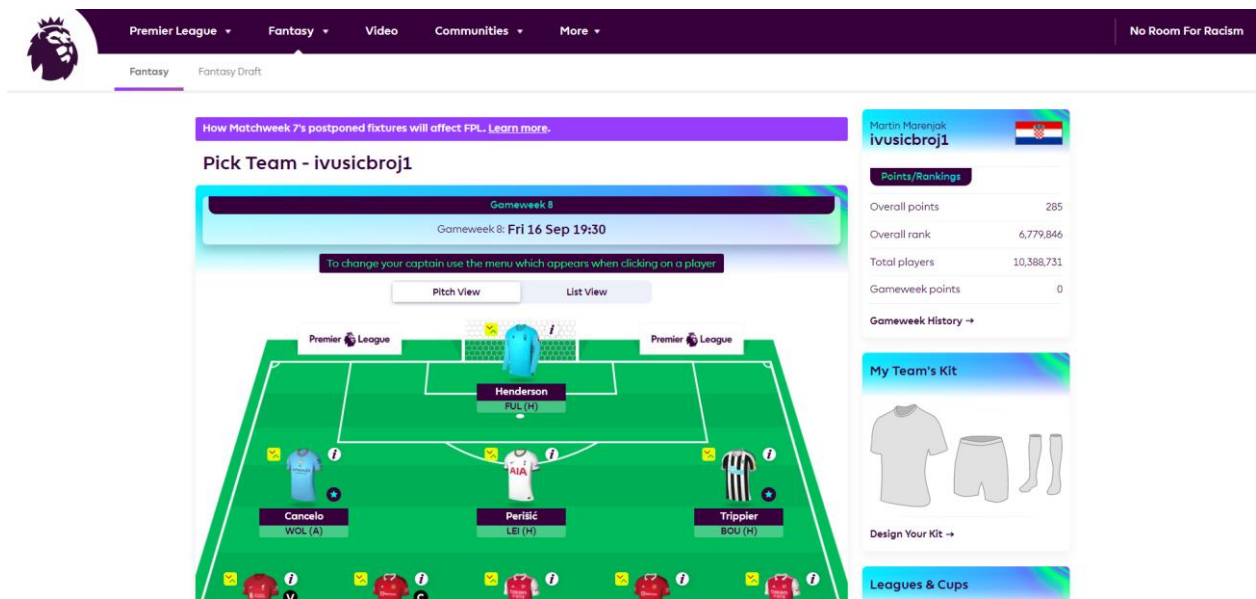 Premier League Fantasy Video Communities More No Room For Racism
Fantasy Fantasy Draft
How Matchweek 7's postponed fixtures will affect FPL. Learn more.
Pick Team - ivusicbroj1
Gameweek 8
Gameweek 8: Fri 16 Sep 19:30
To change your captain use the menu which appears when clicking on a player
Pitch View List View
Premier League Premier League
Henderson
FUL (H)
AIA
Cancelo Perišić Trippier
WOL (A) LEI (H) BOU (H)
V C
Martin Marenjak
ivusicbroj1
Points/Rankings
Overall points 285
Overall rank 6,779,846
Total players 10,388,731
Gameweek points 0
Gameweek History →
My Team's Kit
Design Your Kit →
Leagues & Cups